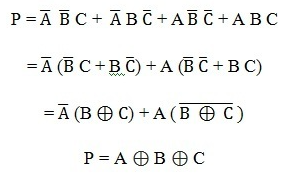 P = A̅ B̅ C + A̅ B C̅ + A B̅ C̅ + A B C
= A̅ (B̅ C + B C̅) + A (B̅ C̅ + B C)
= A̅ (B ⊕ C) + A (B̅ ̅⊕̅ ̅C̅)
P = A ⊕ B ⊕ C